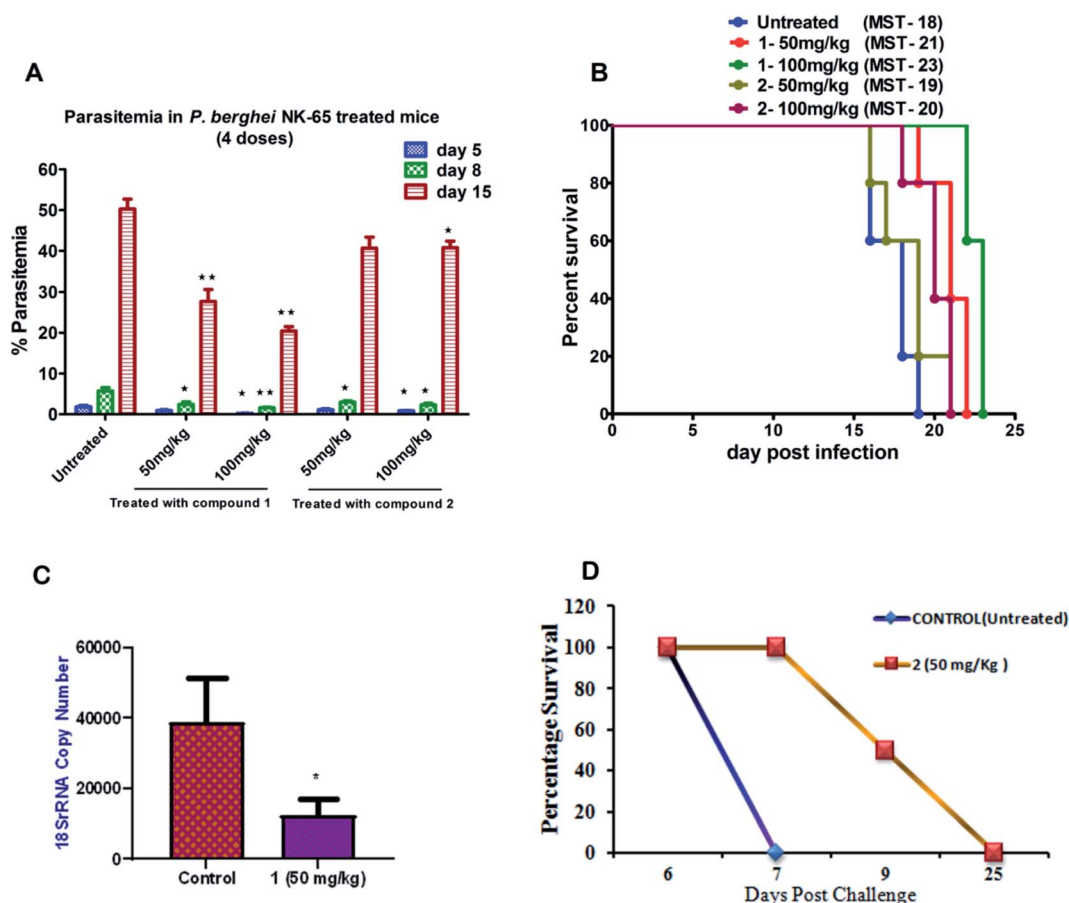 A
Parasitemia in P. berghei NK-65 treated mice
(4 doses)
day 5
day 8
day 15
% Parasitemia
60
50
40
30
20
10
0
★★
★
★★
★
★★
★
★
★
★
Untreated
50mg/kg
100mg/kg
50mg/kg
100mg/kg
Treated with compound 1
Treated with compound 2
B
Untreated (MST- 18)
1- 50mg/kg (MST- 21)
1- 100mg/kg (MST- 23)
2- 50mg/kg (MST- 19)
2- 100mg/kg (MST- 20)
Percent survival
100
80
60
40
20
0
0 5 10 15 20 25
day post infection
C
18SrRNA Copy Number
60000
40000
20000
0
*
Control
1 (50 mg/kg)
D
Percentage Survival
120
100
80
60
40
20
0
CONTROL(Untreated)
2 (50 mg/Kg )
6 7 9 25
Days Post Challenge